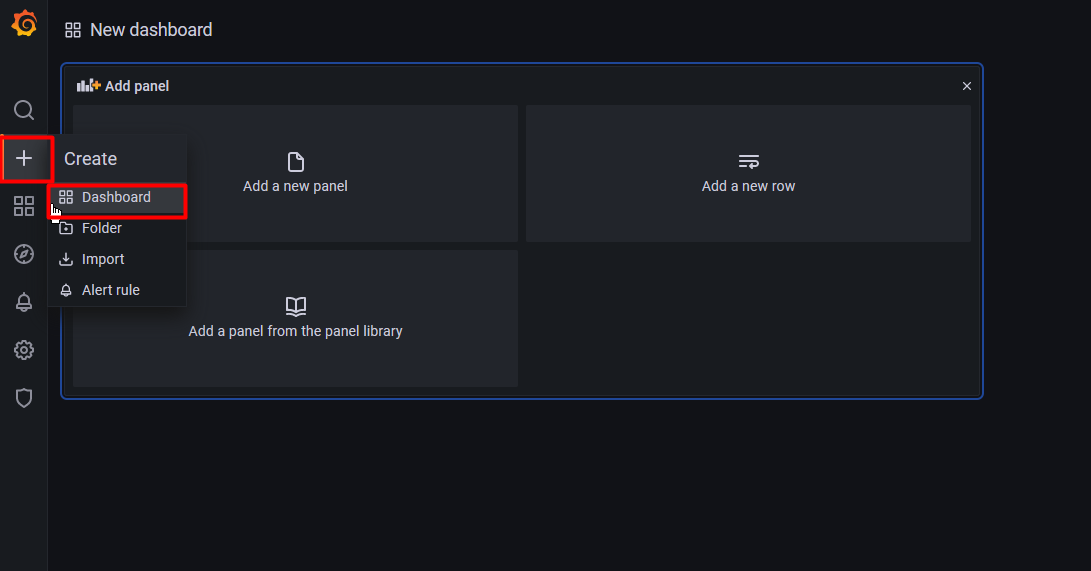 New dashboard
Add panel
Create
Dashboard
Folder
Import
Alert rule
Add a new panel
Add a new row
Add a panel from the panel library